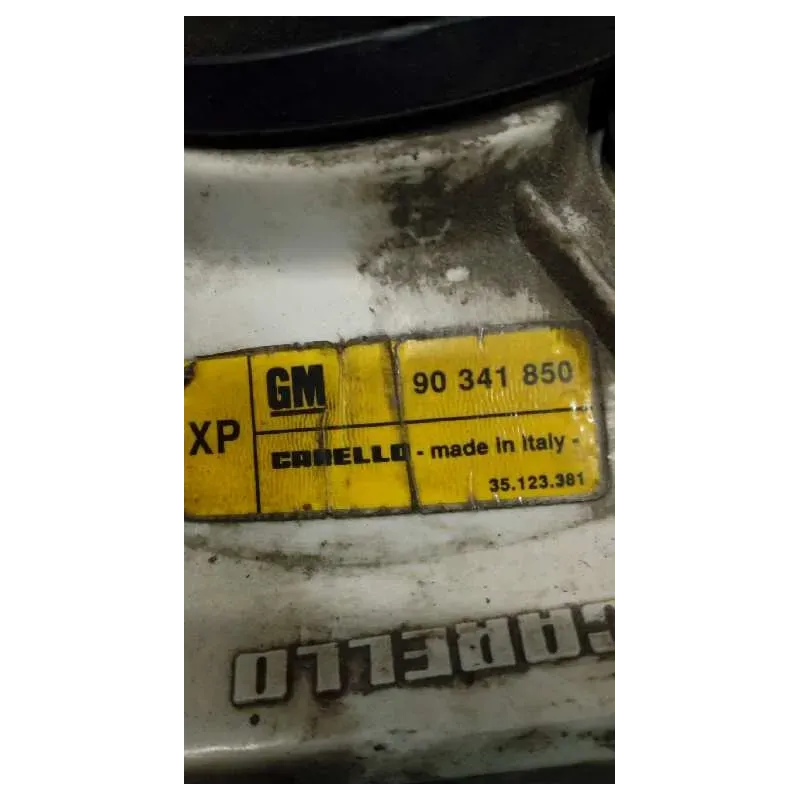 XP
GM 90 341 850
CARELLO - made in Italy -
35.123.381
CARELLO